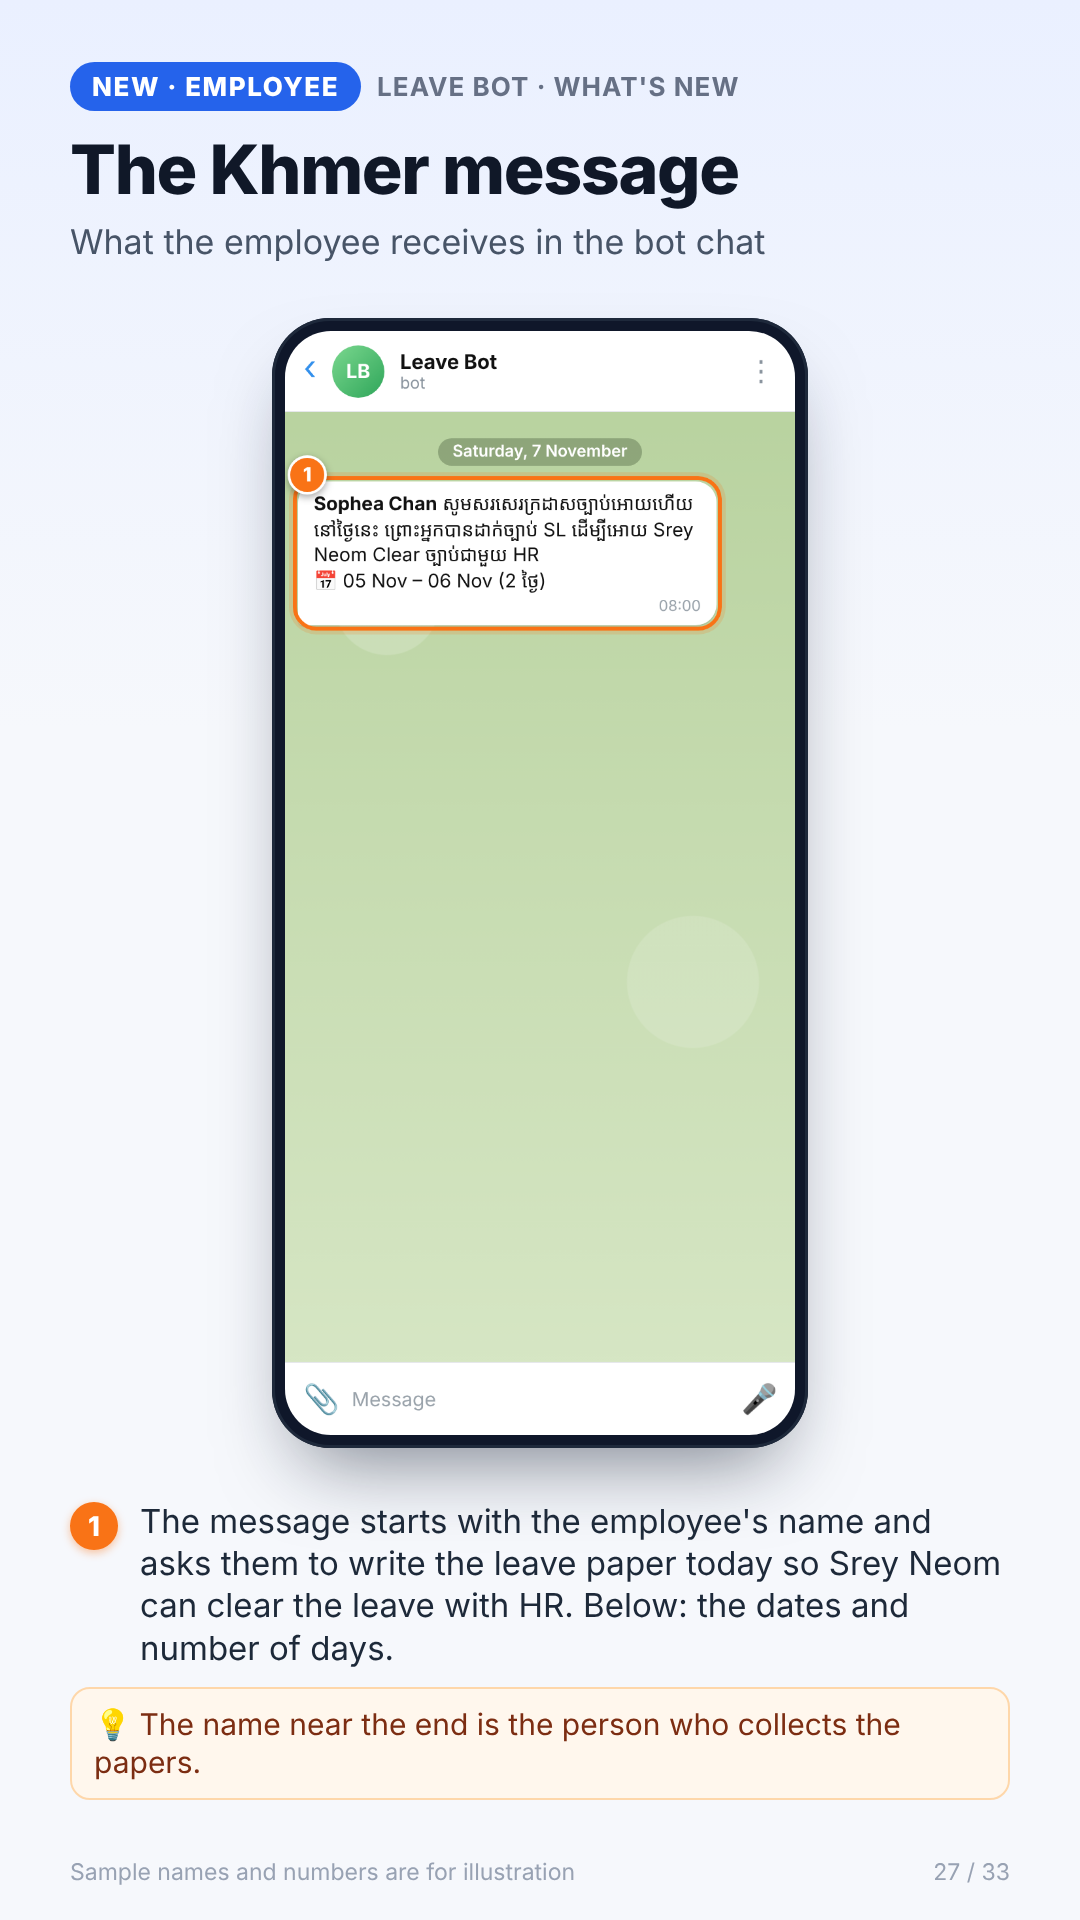 NEW · EMPLOYEE LEAVE BOT · WHAT'S NEW
The Khmer message
What the employee receives in the bot chat
LB Leave Bot
bot
Saturday, 7 November
1
Sophea Chan សូមសរសេរក្រដាសច្បាប់អោយហើយ
នៅថ្ងៃនេះ ព្រោះអ្នកបានដាក់ច្បាប់ SL ដើម្បីអោយ Srey
Neom Clear ច្បាប់ជាមួយ HR
📅 05 Nov – 06 Nov (2 ថ្ងៃ)
08:00
Message
1 The message starts with the employee's name and
asks them to write the leave paper today so Srey Neom
can clear the leave with HR. Below: the dates and
number of days.
💡 The name near the end is the person who collects the
papers.
Sample names and numbers are for illustration 27 / 33